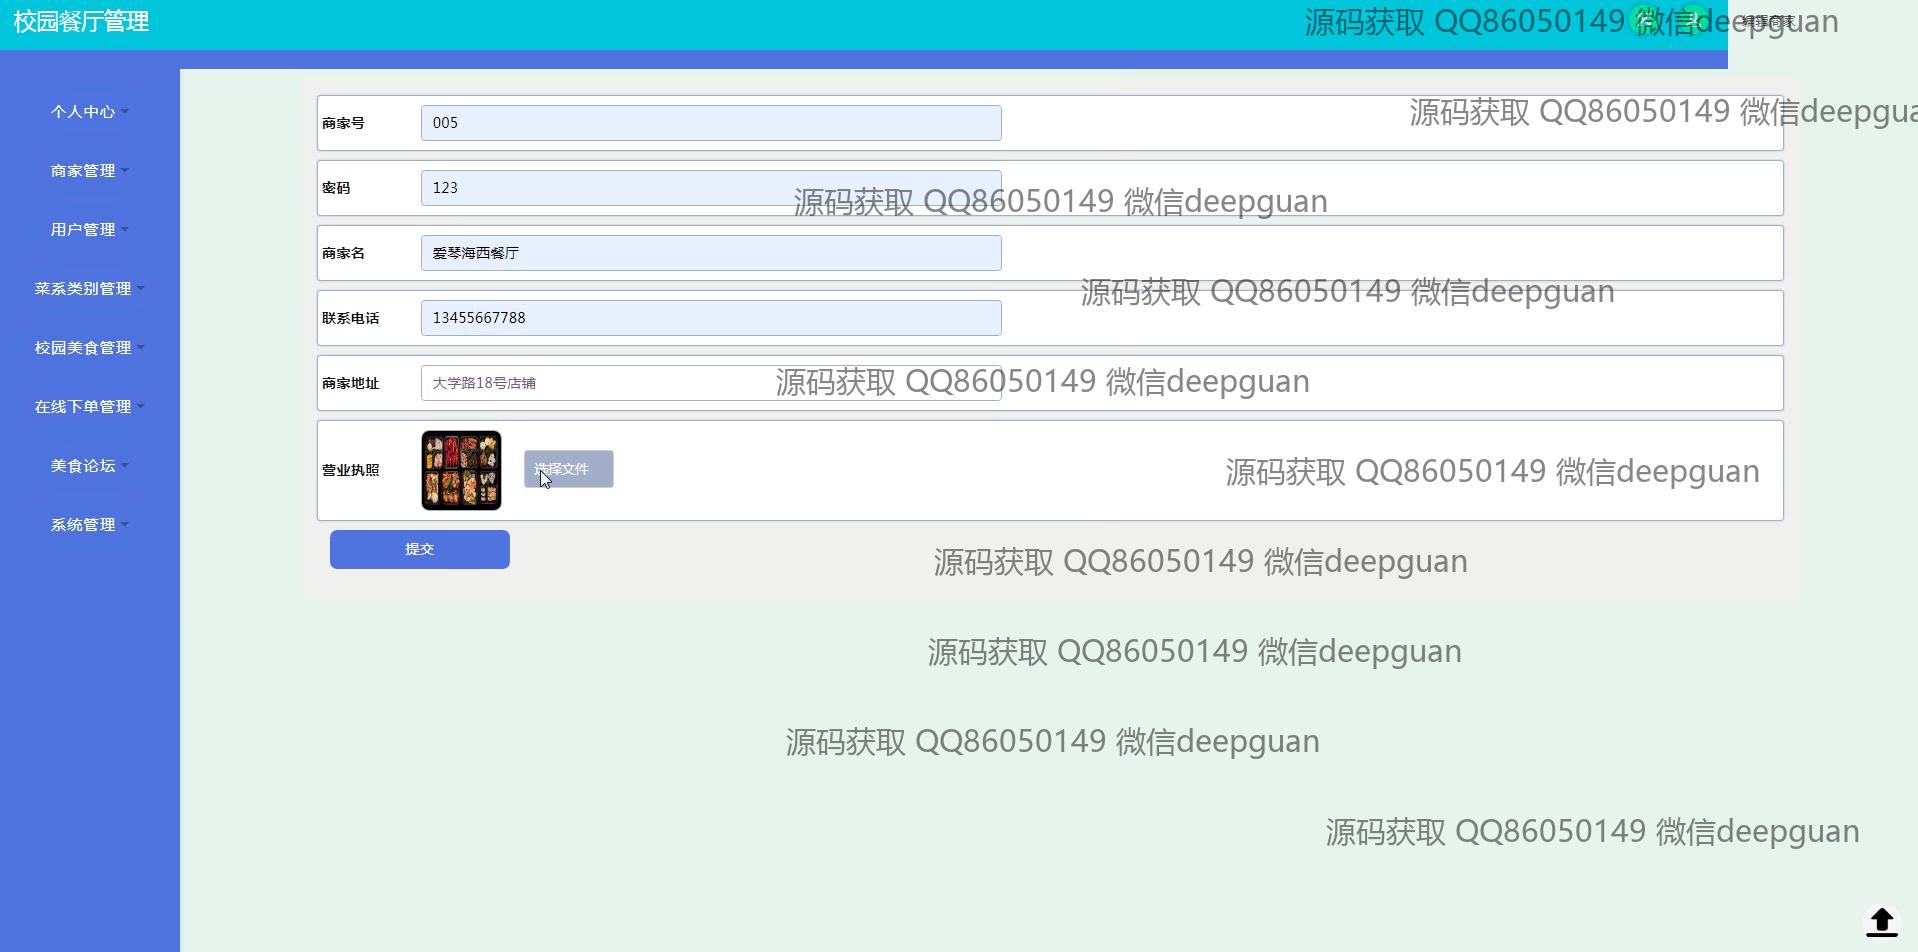 校园餐厅管理
源码获取 QQ86050149 微信deepguan
编辑商家
个人中心
商家管理
用户管理
菜系类别管理
校园美食管理
在线下单管理
美食论坛
系统管理
源码获取 QQ86050149 微信deepgua
商家号 005
密码 123
源码获取 QQ86050149 微信deepguan
商家名 爱琴海西餐厅
源码获取 QQ86050149 微信deepguan
联系电话 13455667788
商家地址 大学路18号店铺
源码获取 QQ86050149 微信deepguan
营业执照 选择文件
源码获取 QQ86050149 微信deepguan
提交
源码获取 QQ86050149 微信deepguan
源码获取 QQ86050149 微信deepguan
源码获取 QQ86050149 微信deepguan
源码获取 QQ86050149 微信deepguan